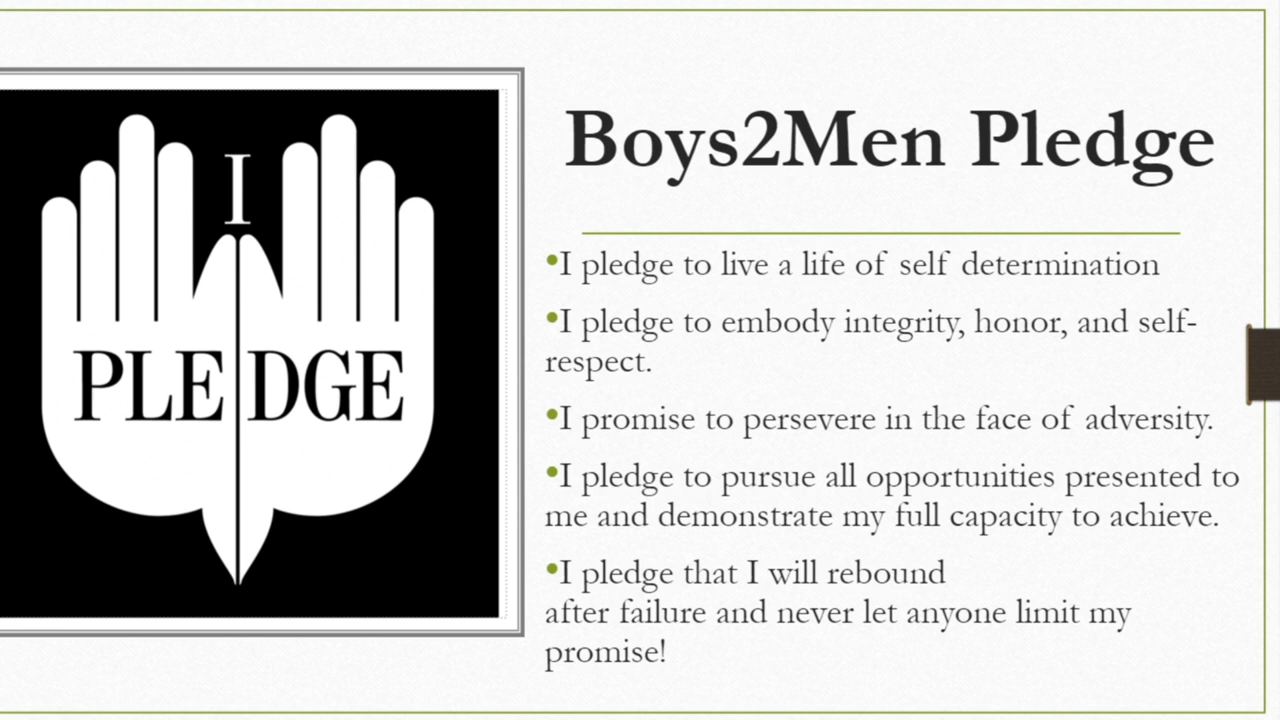 I
PLEDGE
Boys2Men Pledge
•I pledge to live a life of self determination
•I pledge to embody integrity, honor, and self-
respect.
•I promise to persevere in the face of adversity.
•I pledge to pursue all opportunities presented to
me and demonstrate my full capacity to achieve.
•I pledge that I will rebound
after failure and never let anyone limit my
promise!